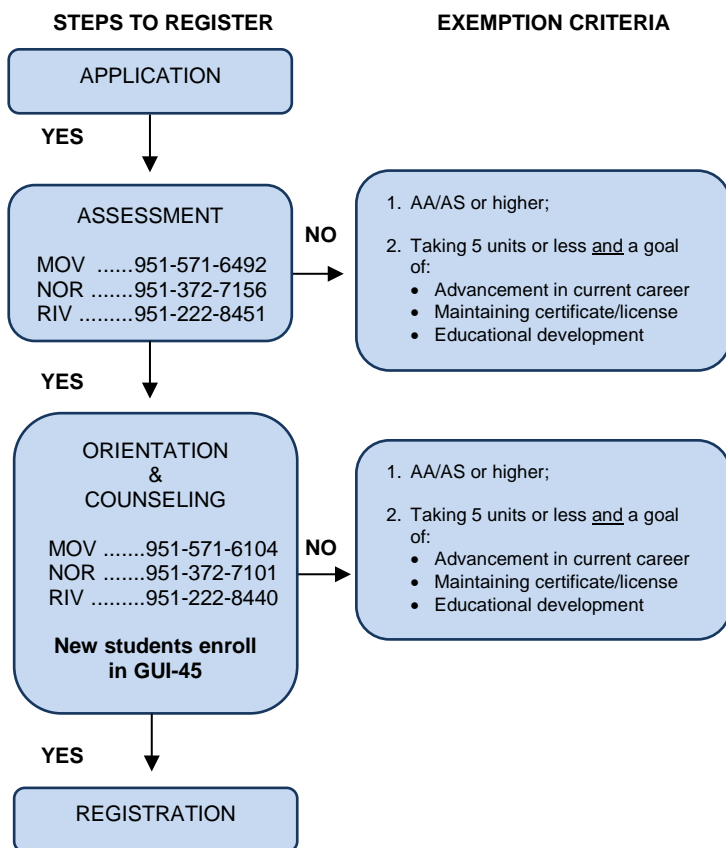 STEPS TO REGISTER
EXEMPTION CRITERIA
APPLICATION
YES
ASSESSMENT
MOV ......951-571-6492
NOR ......951-372-7156
RIV .........951-222-8451
NO
1. AA/AS or higher;
2. Taking 5 units or less and a goal
of:
• Advancement in current career
• Maintaining certificate/license
• Educational development
YES
ORIENTATION
&
COUNSELING
MOV .......951-571-6104
NOR .......951-372-7101
RIV ..........951-222-8440
New students enroll
in GUI-45
NO
1. AA/AS or higher;
2. Taking 5 units or less and a goal
of:
• Advancement in current career
• Maintaining certificate/license
• Educational development
YES
REGISTRATION